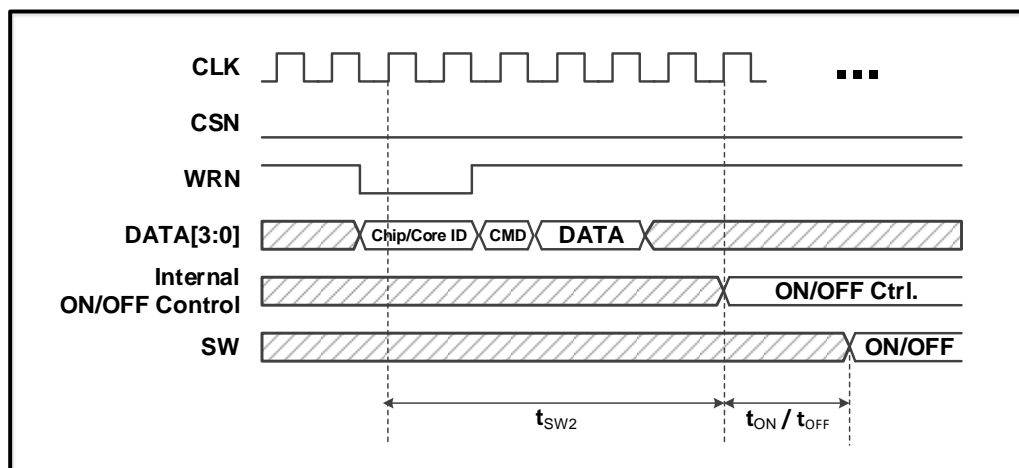 CLK
CSN
WRN
DATA[3:0]
Chip/Core ID
CMD
DATA
Internal
ON/OFF Control
ON/OFF Ctrl.
SW
ON/OFF
tSW2
tON / tOFF